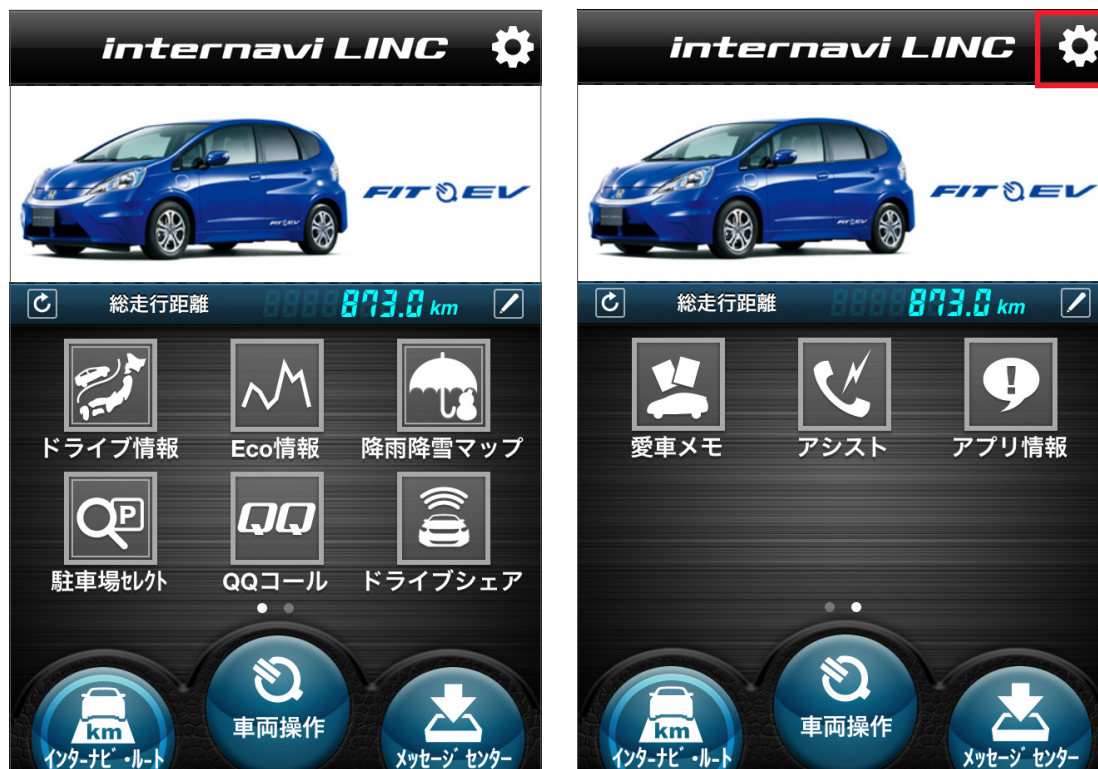 internavi LINC
FIT EV
総走行距離 873.0 km
ドライブ情報 Eco情報 降雨降雪マップ
P QQ
駐車場ｾﾚｸﾄ QQコール ドライブシェア
車両操作
km
ｲﾝﾀｰﾅﾋﾞ・ﾙｰﾄ ﾒｯｾｰｼﾞ ｾﾝﾀｰ
internavi LINC
FIT EV
総走行距離 873.0 km
愛車メモ アシスト アプリ情報
車両操作
km
ｲﾝﾀｰﾅﾋﾞ・ﾙｰﾄ ﾒｯｾｰｼﾞ ｾﾝﾀｰ